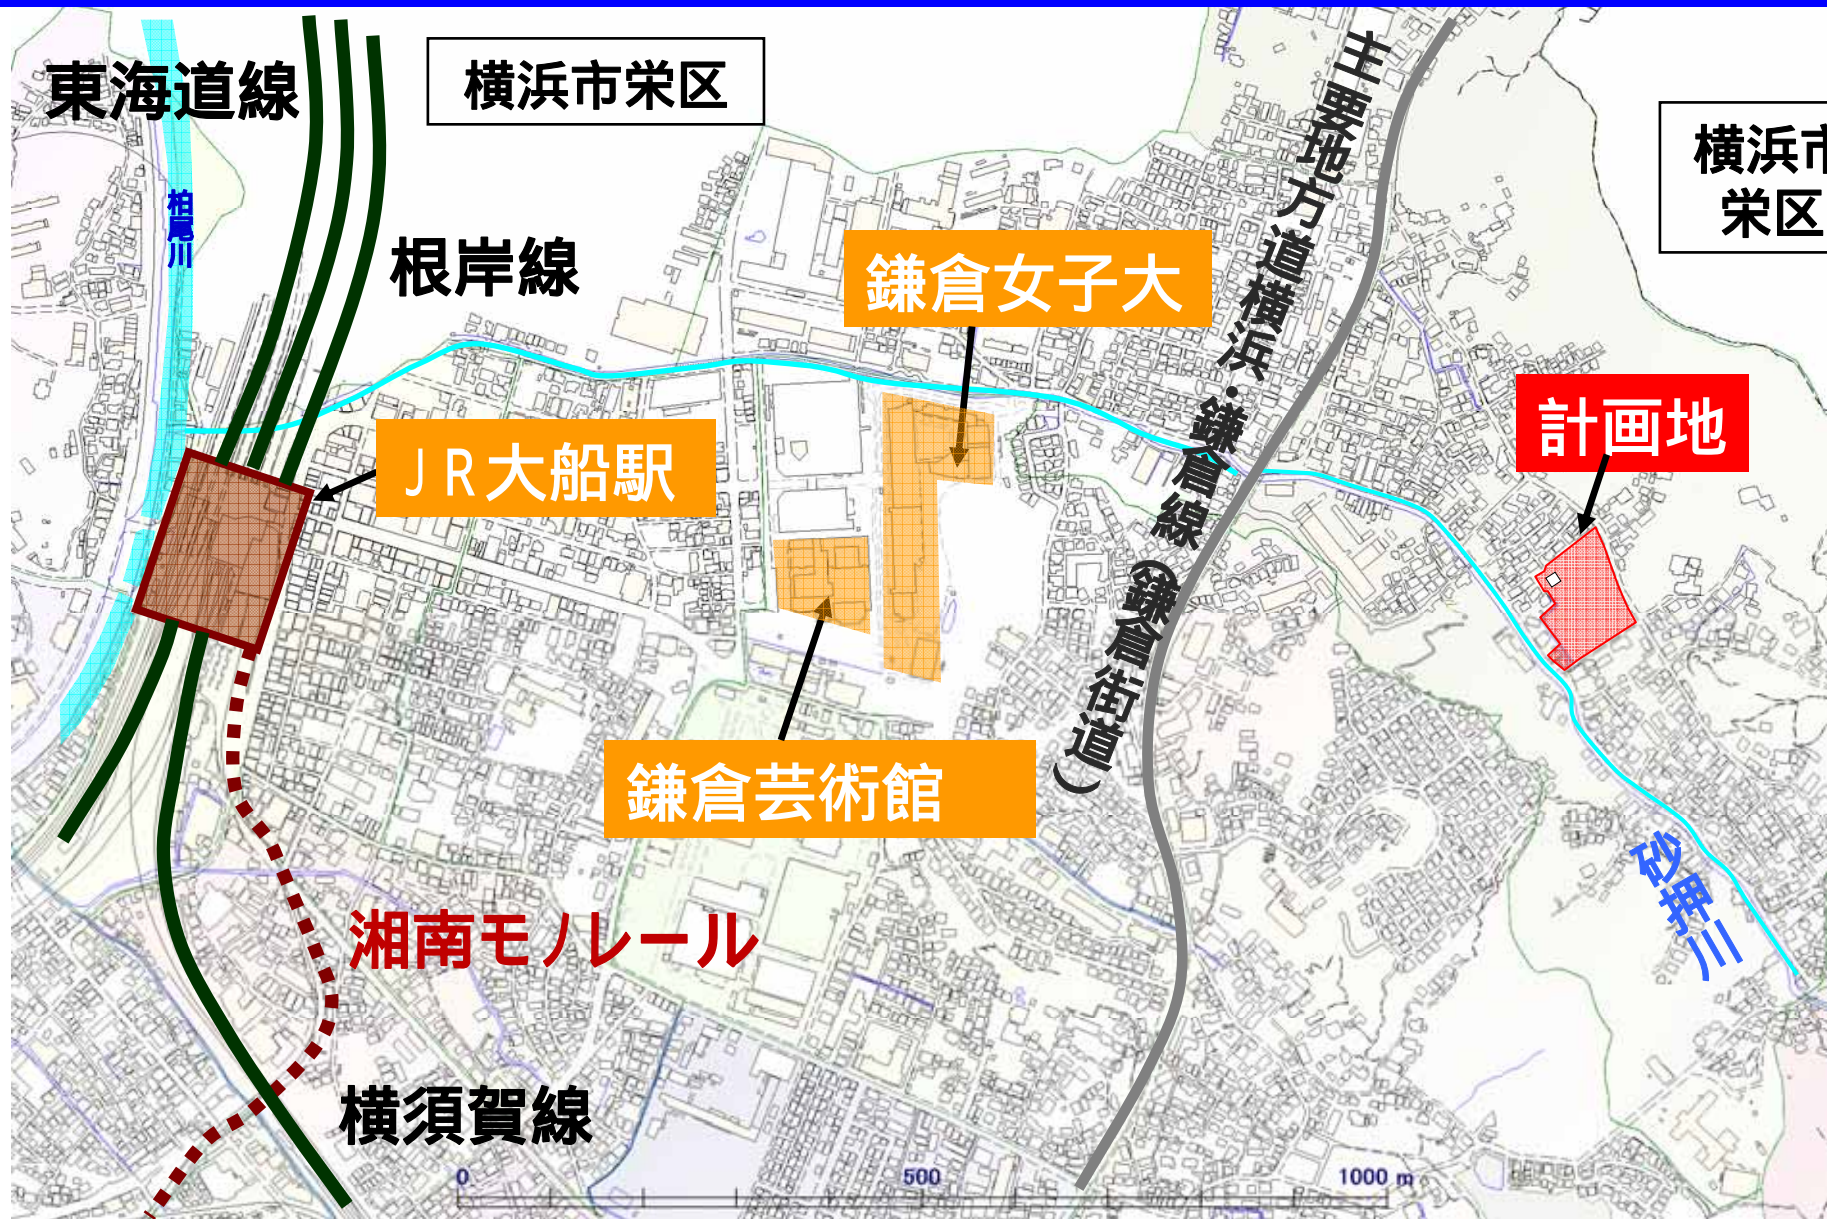 東海道線
横浜市栄区
横浜市
栄区
柏尾川
根岸線
鎌倉女子大
主要地方道横浜・鎌倉線(鎌倉街道)
計画地
JR大船駅
鎌倉芸術館
砂押川
湘南モノレール
横須賀線
0 500 1000 m